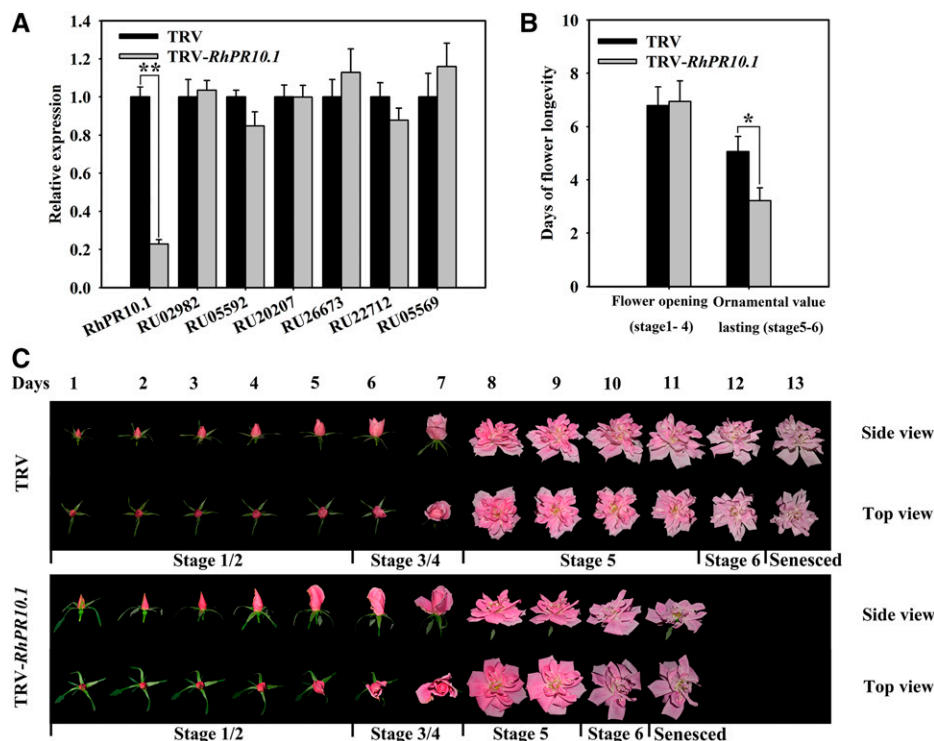 A
TRV
TRV-RhPR10.1
Relative expression
1.4
1.2
1.0
0.8
0.6
0.4
0.2
0.0
**
RhPR10.1
RU02982
RU05592
RU20207
RU26673
RU22712
RU05569
B
TRV
TRV-RhPR10.1
Days of flower longevity
10
8
6
4
2
0
*
Flower opening
(stage1- 4)
Ornamental value
lasting (stage5-6)
C
Days 1 2 3 4 5 6 7 8 9 10 11 12 13
TRV
Side view
Top view
Stage 1/2 Stage 3/4 Stage 5 Stage 6 Senesced
TRV-RhPR10.1
Side view
Top view
Stage 1/2 Stage 3/4 Stage 5 Stage 6 Senesced